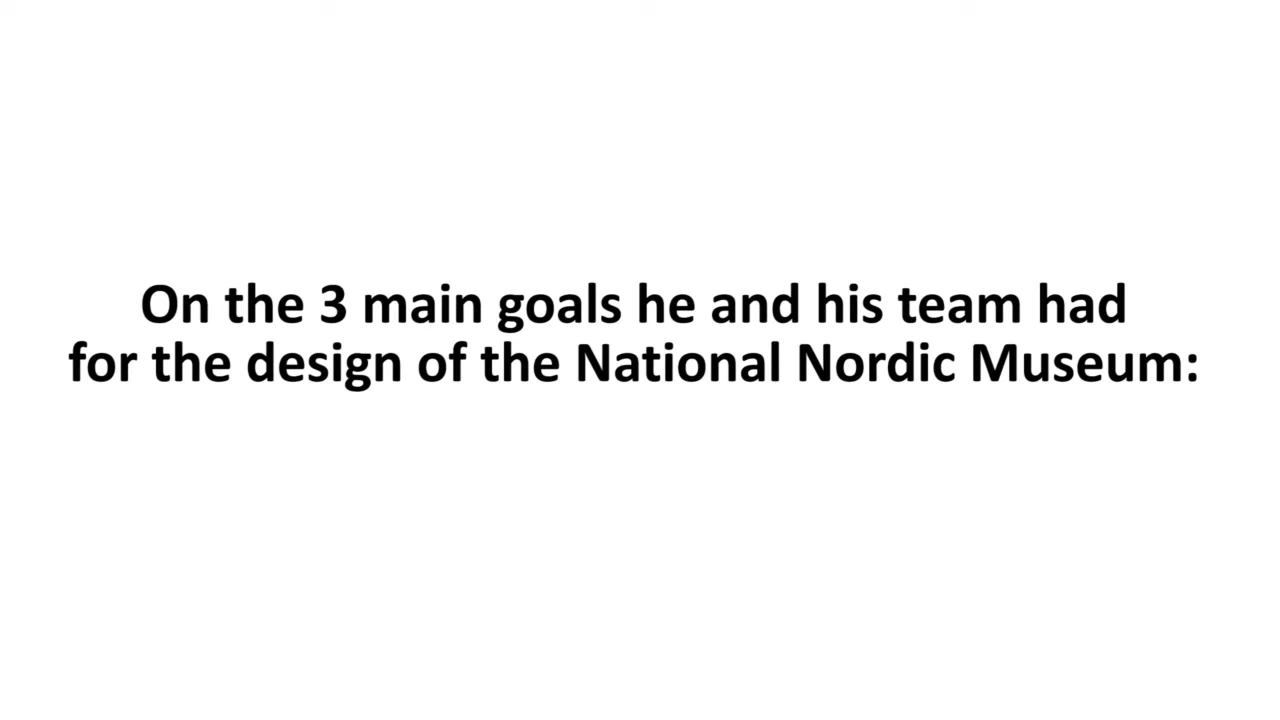 On the 3 main goals he and his team had
for the design of the National Nordic Museum: